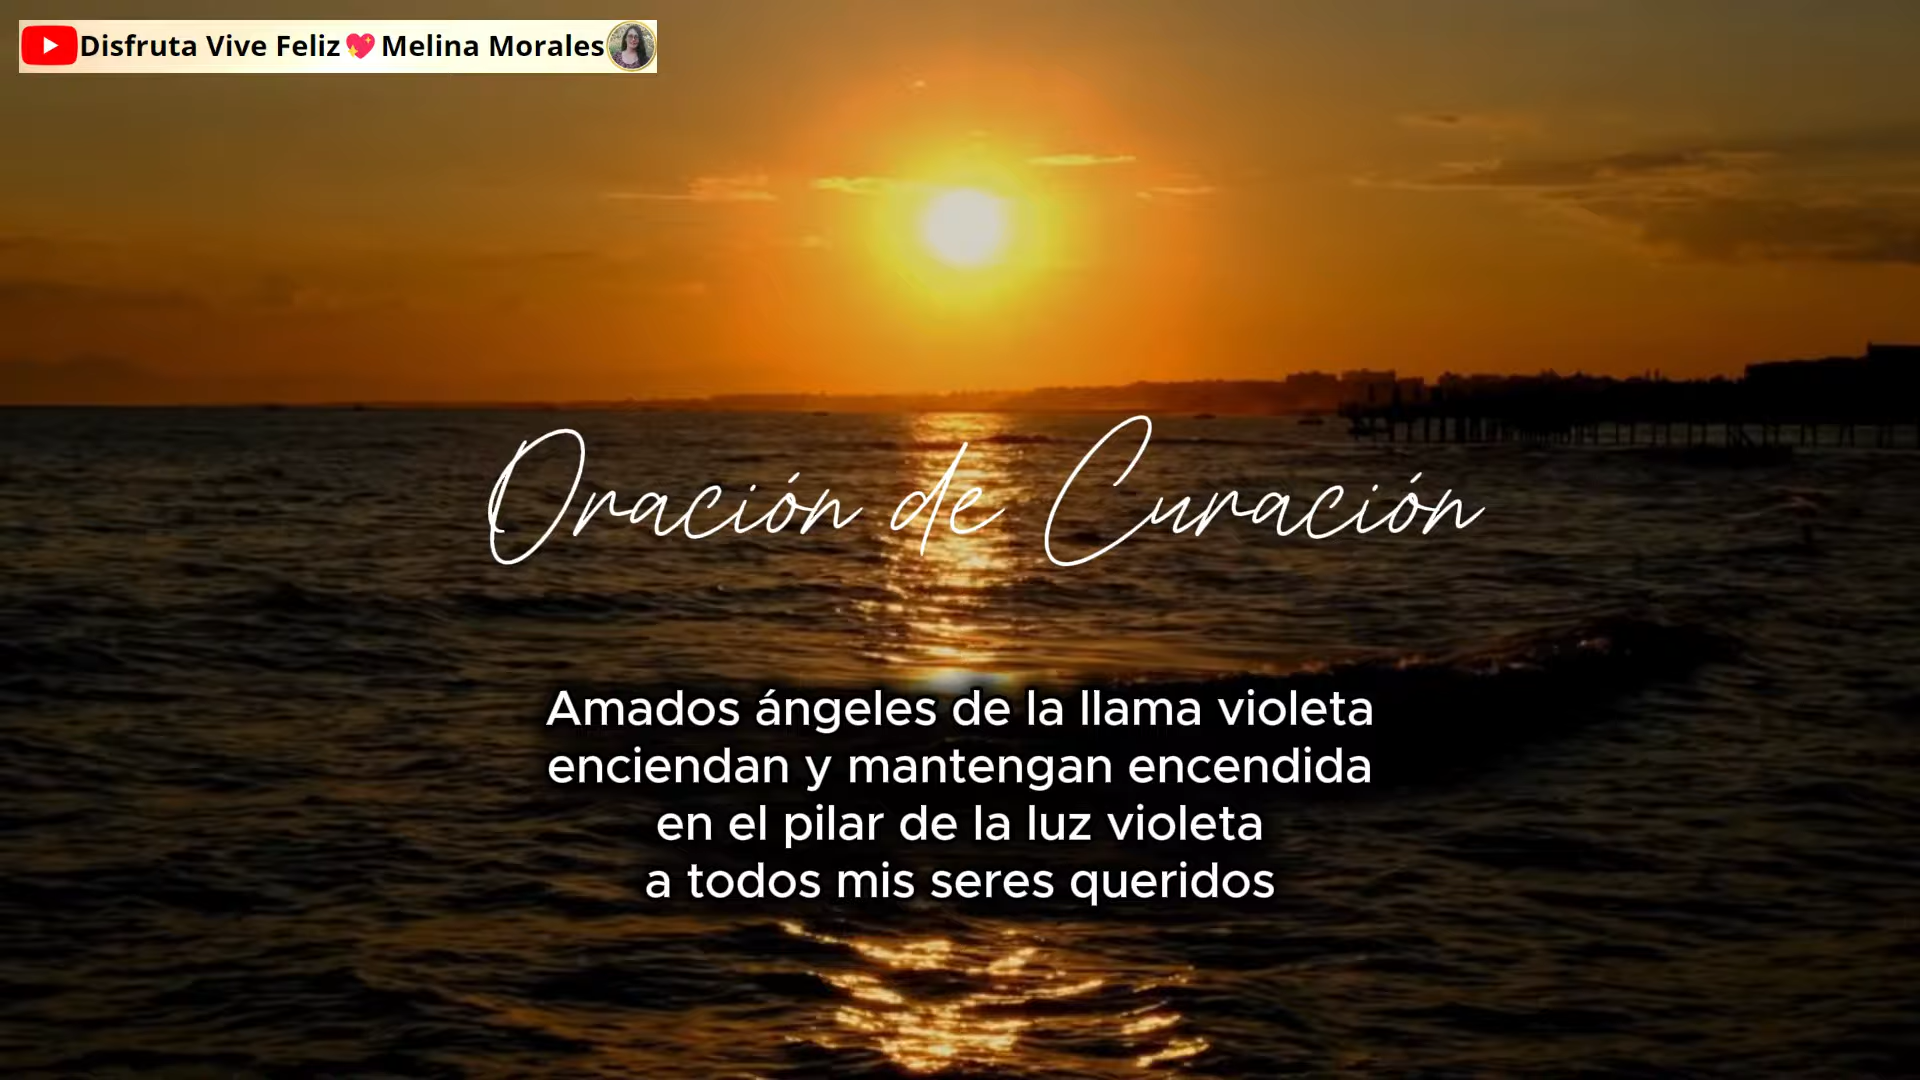 Disfruta Vive Feliz💖Melina Morales
Oración de Curación
Amados ángeles de la llama violeta
enciendan y mantengan encendida
en el pilar de la luz violeta
a todos mis seres queridos